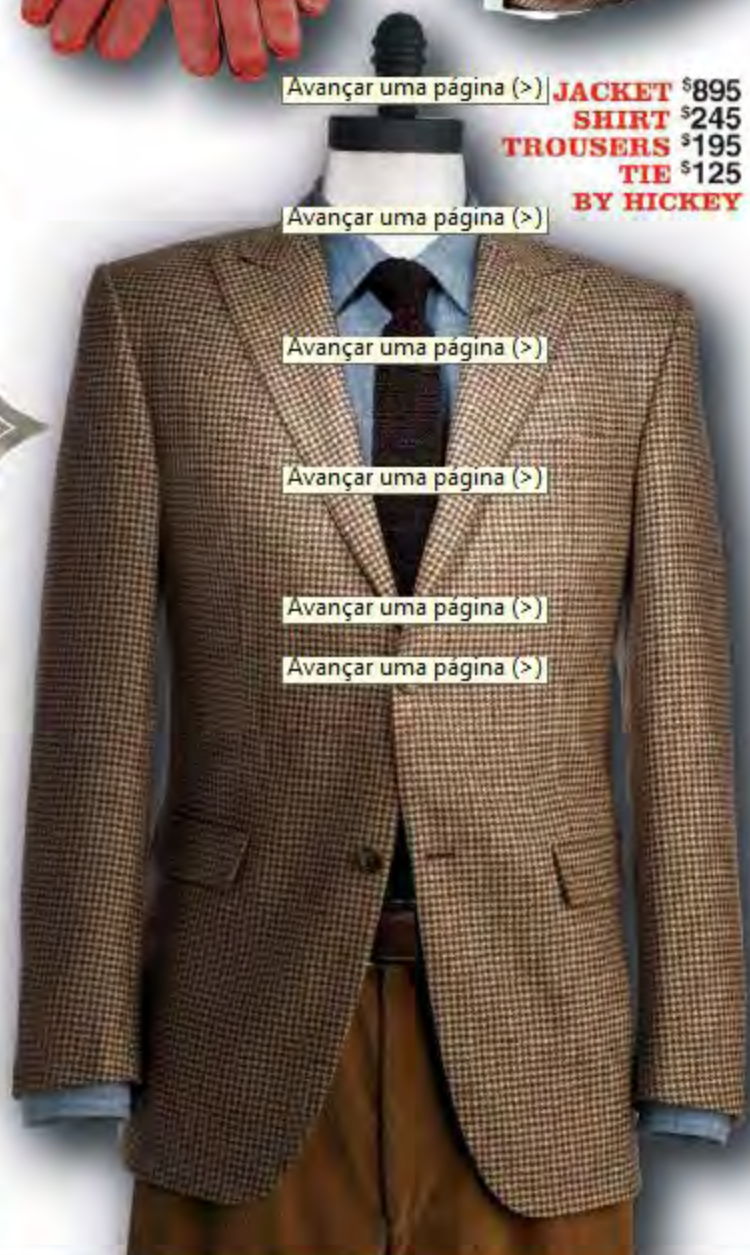 Avançar uma página (>)
JACKET $895
SHIRT $245
TROUSERS $195
TIE $125
BY HICKEY
Avançar uma página (>)
Avançar uma página (>)
Avançar uma página (>)
Avançar uma página (>)
Avançar uma página (>)